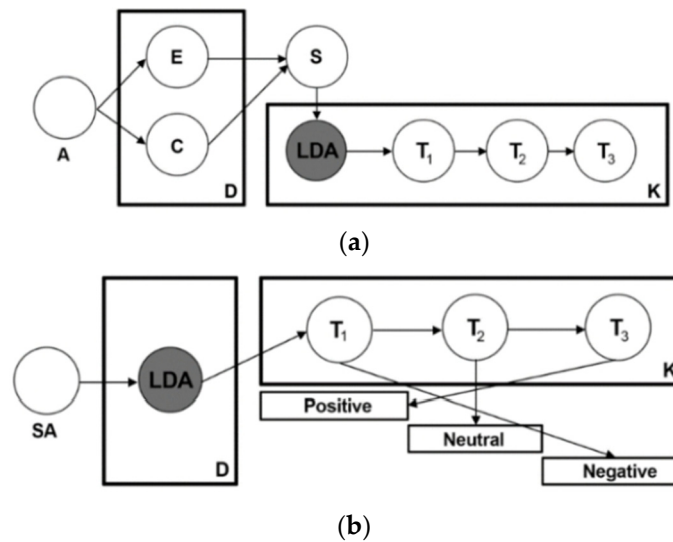 E
S
A
C
LDA
T1
T2
T3
D
K
(a)
T1
T2
T3
LDA
SA
K
Positive
Neutral
D
Negative
(b)